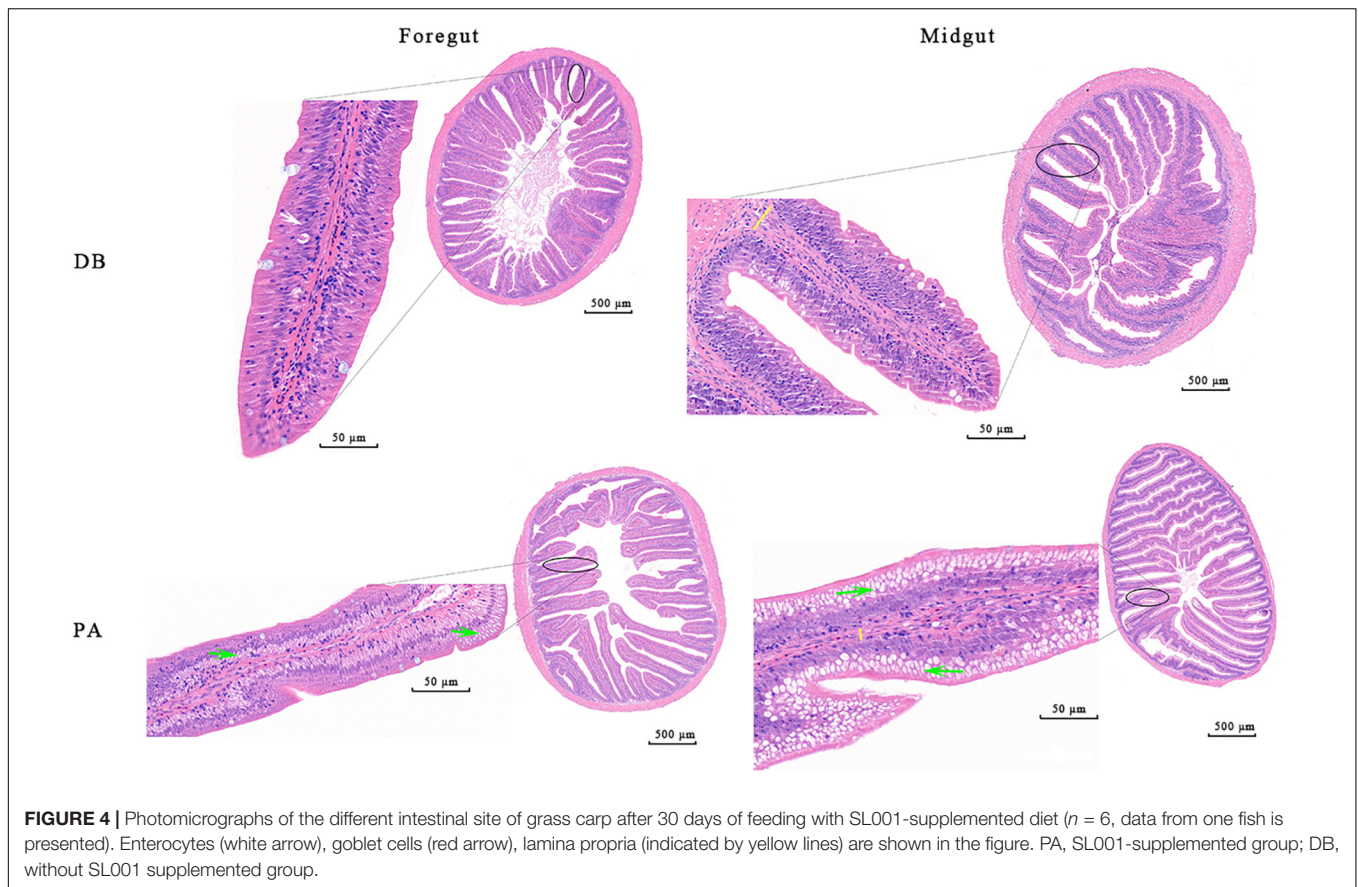 Foregut
Midgut
DB
500 µm
50 µm
500 µm
50 µm
PA
50 µm
500 µm
50 µm
500 µm
FIGURE 4 | Photomicrographs of the different intestinal site of grass carp after 30 days of feeding with SL001-supplemented diet (n = 6, data from one fish is
presented). Enterocytes (white arrow), goblet cells (red arrow), lamina propria (indicated by yellow lines) are shown in the figure. PA, SL001-supplemented group; DB,
without SL001 supplemented group.